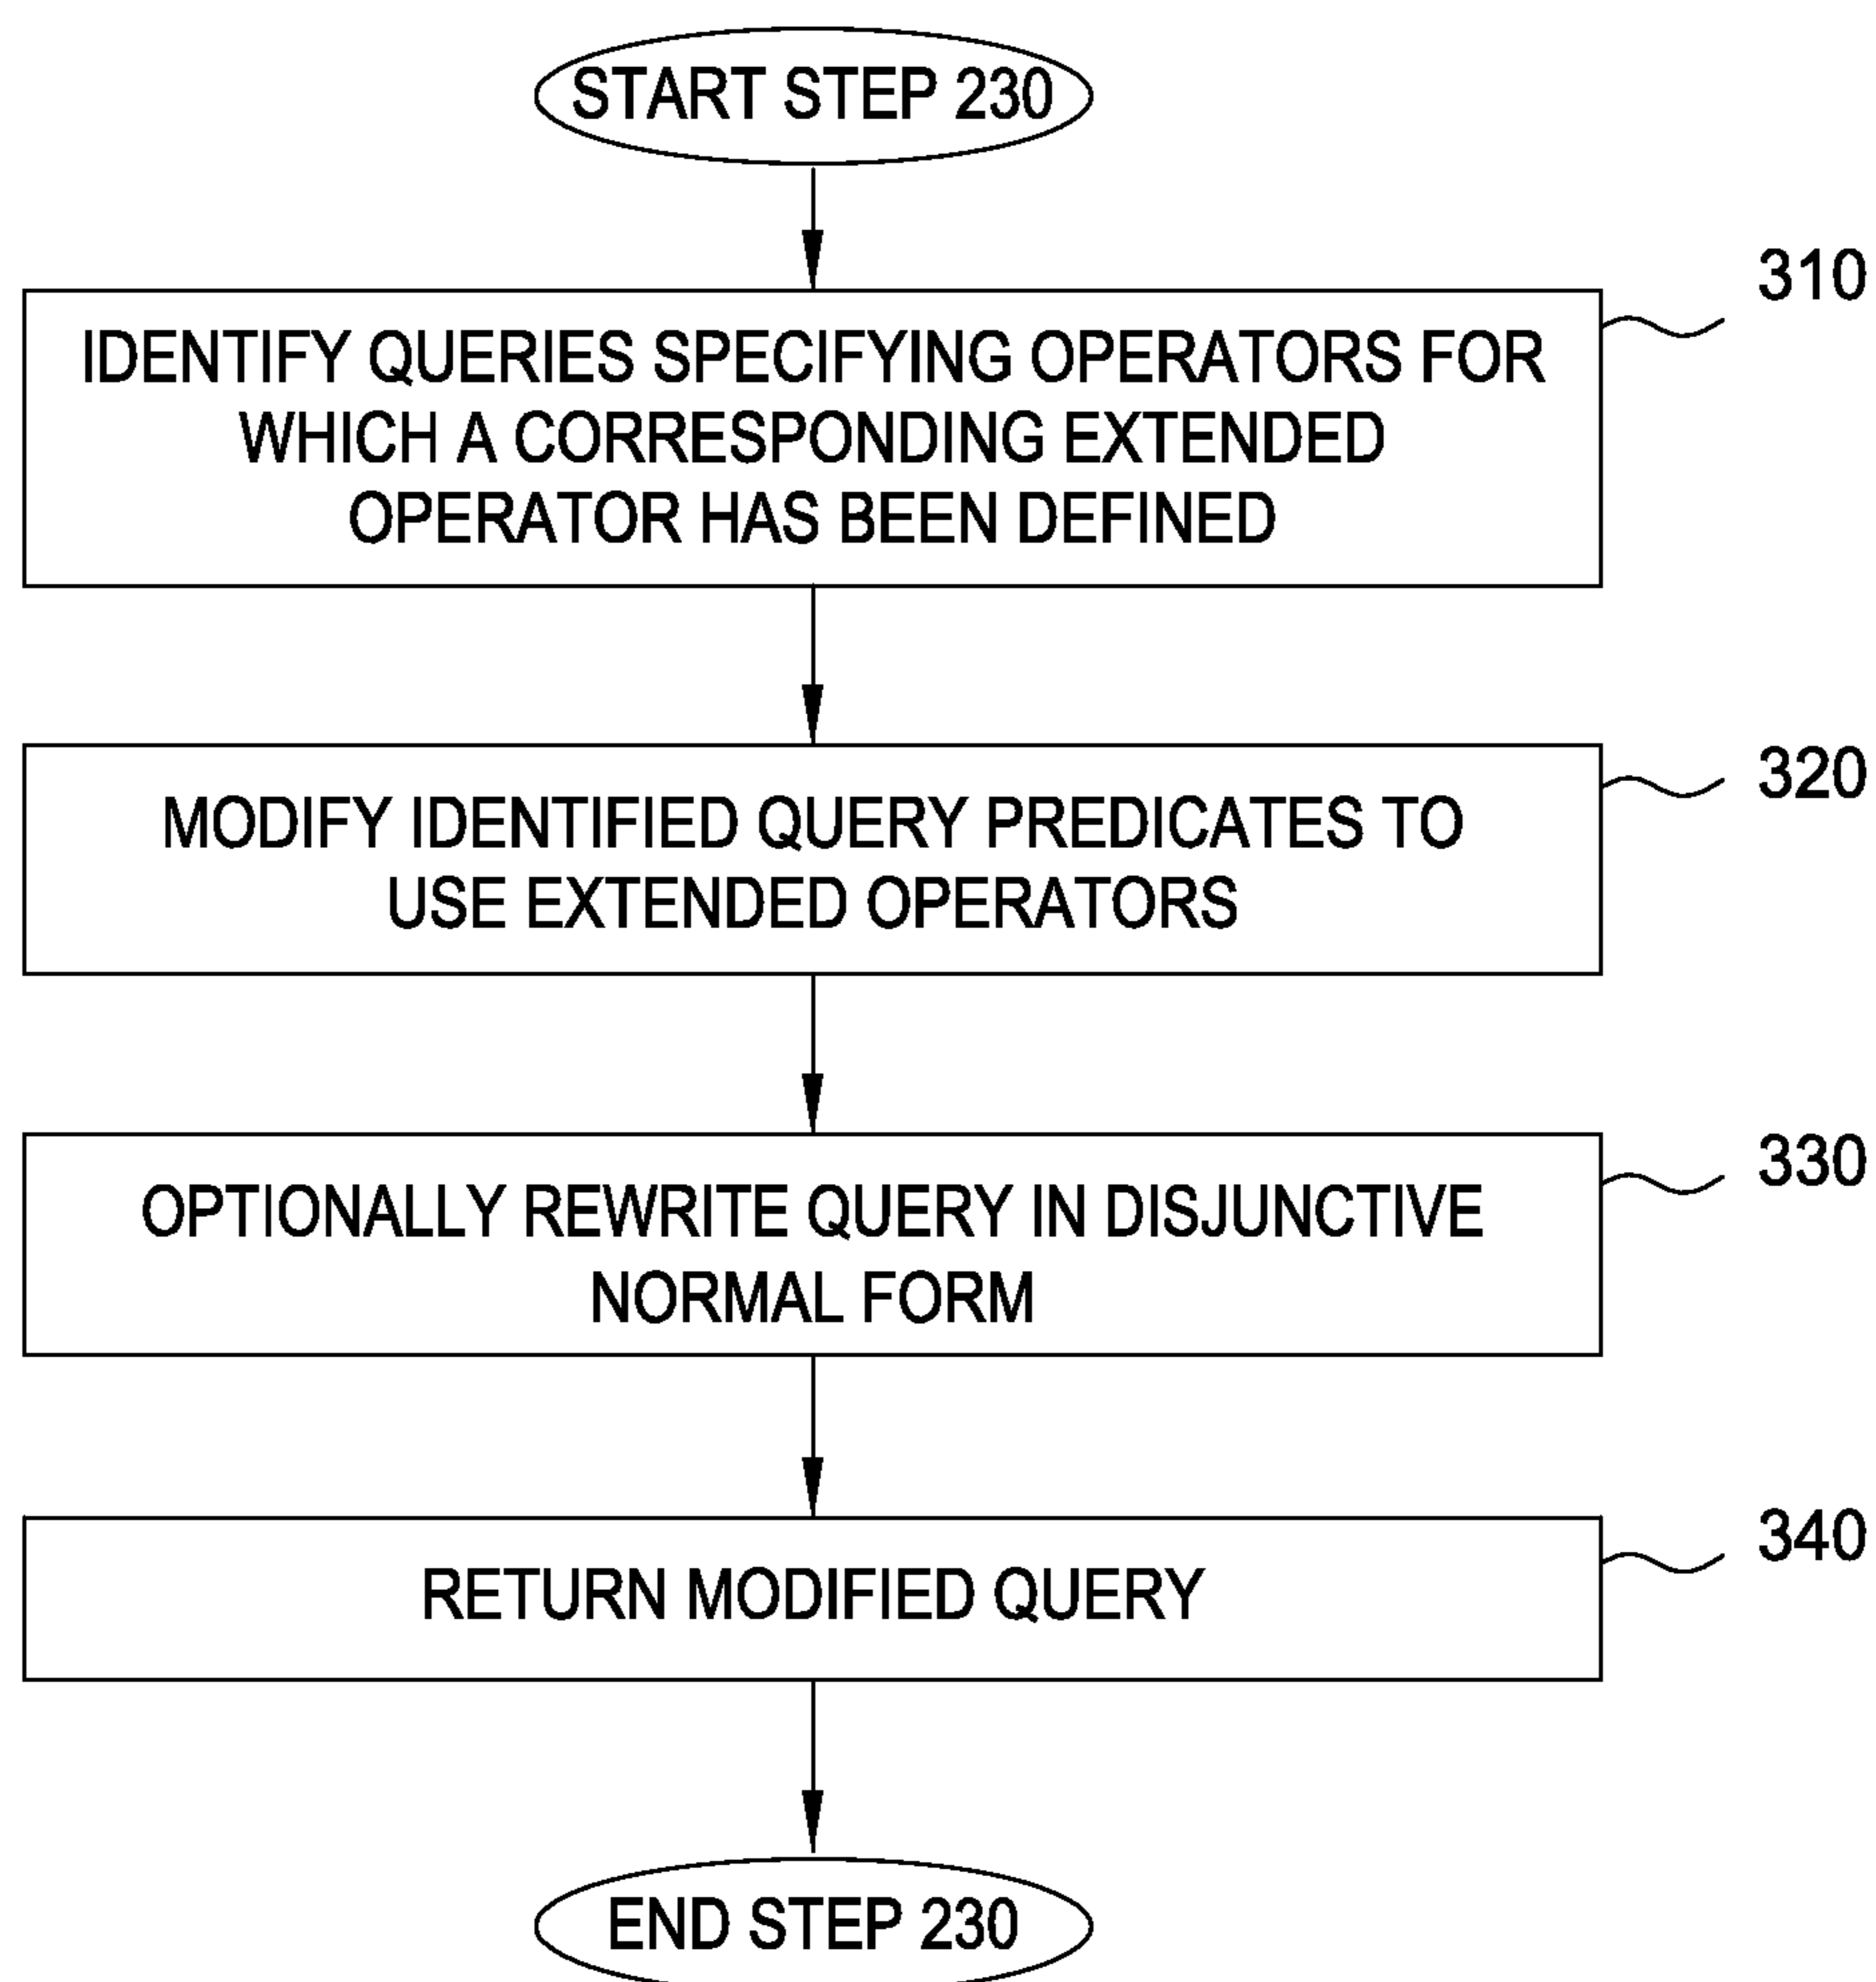 START STEP 230
310
IDENTIFY QUERIES SPECIFYING OPERATORS FOR
WHICH A CORRESPONDING EXTENDED
OPERATOR HAS BEEN DEFINED
320
MODIFY IDENTIFIED QUERY PREDICATES TO
USE EXTENDED OPERATORS
330
OPTIONALLY REWRITE QUERY IN DISJUNCTIVE
NORMAL FORM
340
RETURN MODIFIED QUERY
END STEP 230